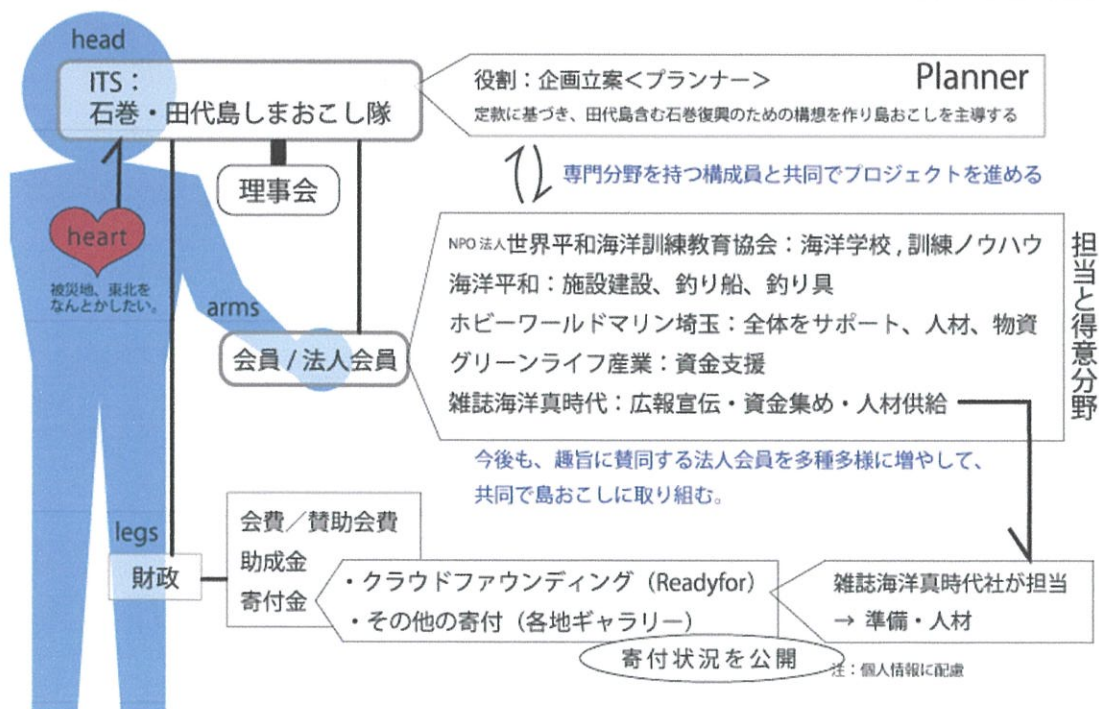 head
ITS：
石巻・田代島しまおこし隊
役割：企画立案＜プランナー＞
Planner
定款に基づき、田代島含む石巻復興のための構想を作り島おこしを主導する
理事会
専門分野を持つ構成員と共同でプロジェクトを進める
heart
被災地、東北を
なんとかしたい。
arms
会員 / 法人会員
NPO 法人世界平和海洋訓練教育協会：海洋学校 , 訓練ノウハウ
海洋平和：施設建設、釣り船、釣り具
ホビーワールドマリン埼玉：全体をサポート、人材、物資
グリーンライフ産業：資金支援
雑誌海洋真時代：広報宣伝・資金集め・人材供給
担当と得意分野
今後も、趣旨に賛同する法人会員を多種多様に増やして、
共同で島おこしに取り組む。
legs
財政
会費／賛助会費
助成金
寄付金
・クラウドファウンディング（Readyfor）
・その他の寄付（各地ギャラリー）
寄付状況を公開
雑誌海洋真時代社が担当
→ 準備・人材
注：個人情報に配慮